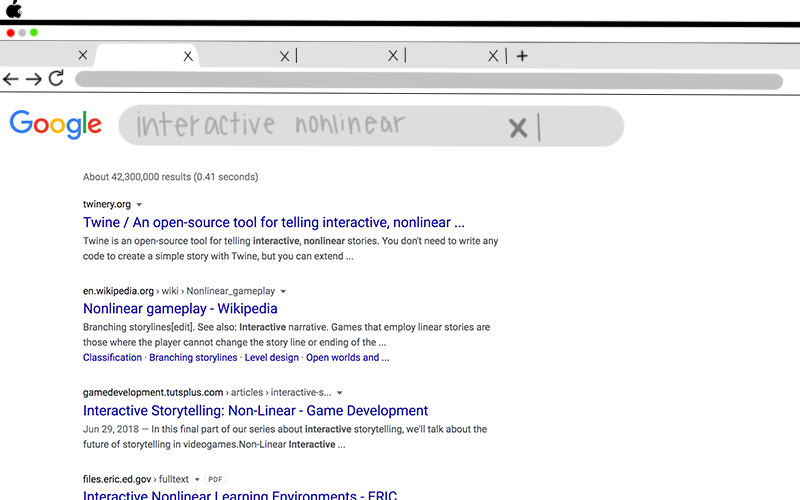 Google
interactive nonlinear
About 42,300,000 results (0.41 seconds)
twinery.org
Twine / An open-source tool for telling interactive, nonlinear ...
Twine is an open-source tool for telling interactive, nonlinear stories. You don't need to write any
code to create a simple story with Twine, but you can extend ...
en.wikipedia.org › wiki › Nonlinear_gameplay
Nonlinear gameplay - Wikipedia
Branching storylines[edit]. See also: Interactive narrative. Games that employ linear stories are
those where the player cannot change the story line or ending of the ...
Classification · Branching storylines · Level design · Open worlds and ...
gamedevelopment.tutsplus.com › articles › interactive-s...
Interactive Storytelling: Non-Linear - Game Development
Jun 29, 2018 — In this final part of our series about interactive storytelling, we'll talk about the
future of storytelling in videogames.Non-Linear Interactive ...
files.eric.ed.gov › fulltext PDF
Interactive Nonlinear Learning Environments - ERIC